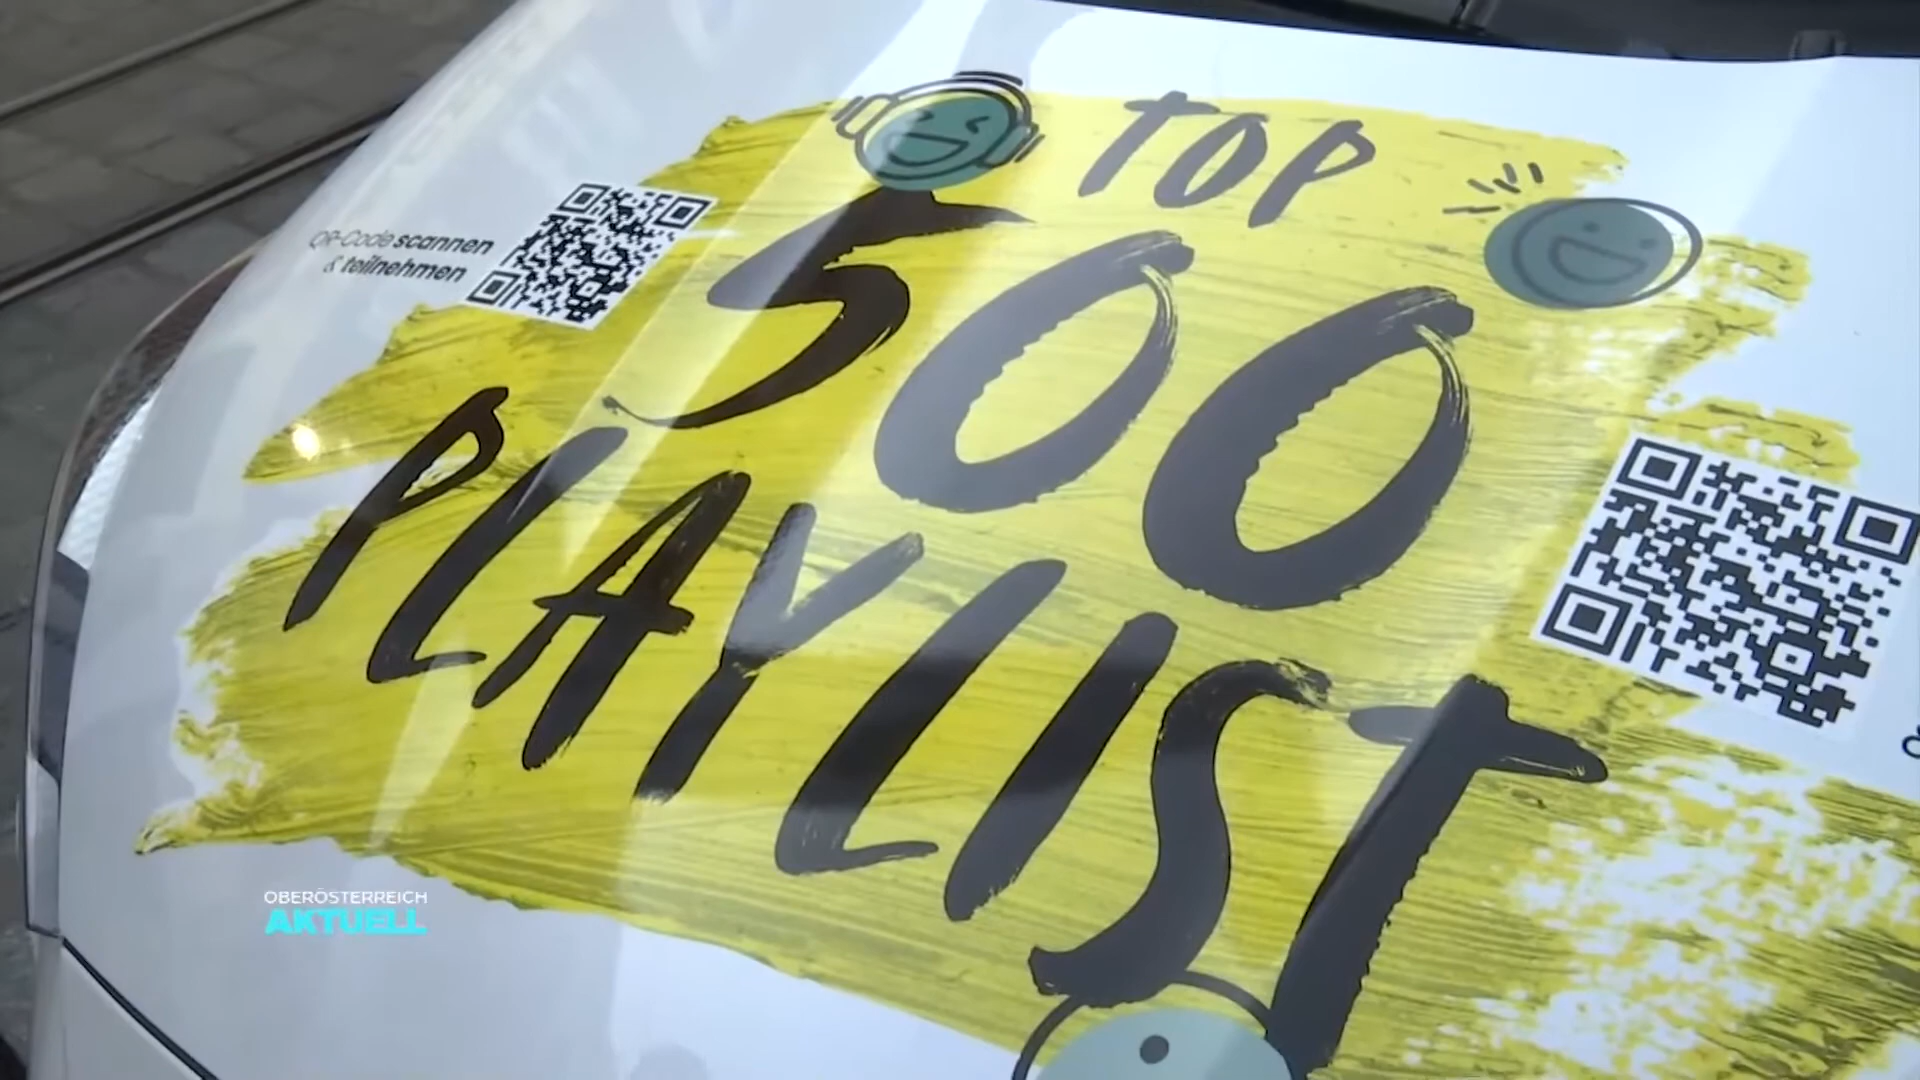 TOP
500
PLAYLIST
QR-Code scannen
& teilnehmen
OBERÖSTERREICH
AKTUELL